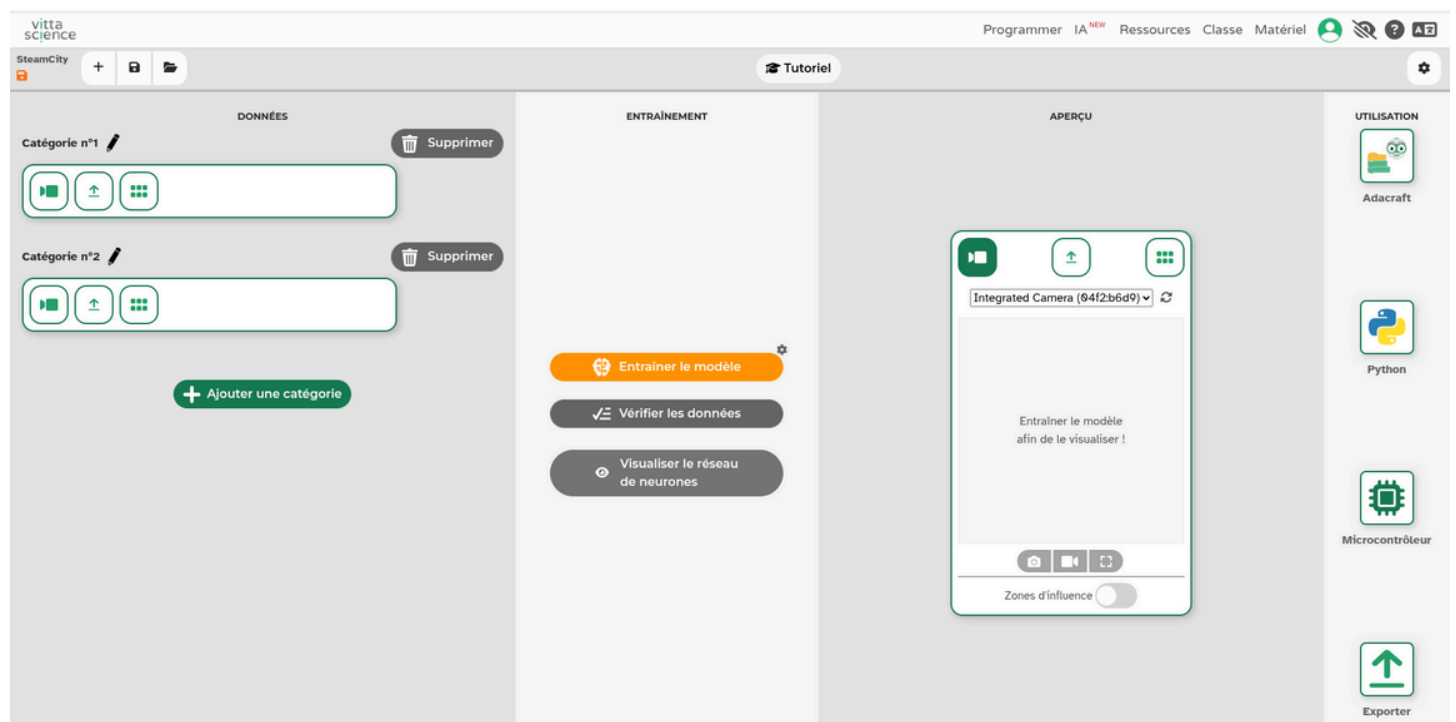 vitta
science
Programmer IA NEW Ressources Classe Matériel
SteamCity
Tutoriel
DONNÉES
Catégorie n°1
Supprimer
Catégorie n°2
Supprimer
Ajouter une catégorie
ENTRAÎNEMENT
Entraîner le modèle
Vérifier les données
Visualiser le réseau
de neurones
APERÇU
Integrated Camera (04f2:b6d9)
Entraîner le modèle
afin de le visualiser !
Zones d'influence
UTILISATION
Adacraft
Python
Microcontrôleur
Exporter